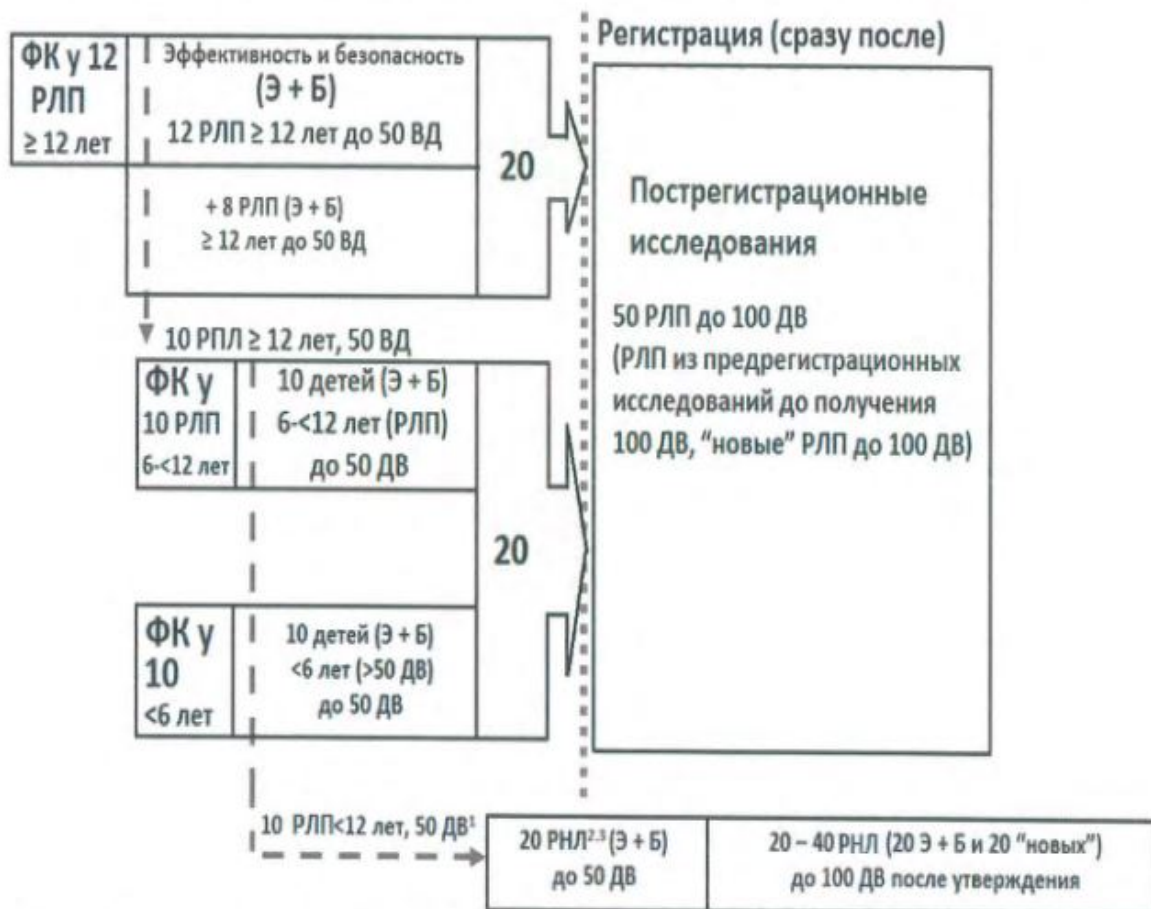 Регистрация (сразу после)
ФК у 12
РЛП
≥ 12 лет
Эффективность и безопасность
(Э + Б)
12 РЛП ≥ 12 лет до 50 ВД
+ 8 РЛП (Э + Б)
≥ 12 лет до 50 ВД
20
Пострегистрационные
исследования
50 РЛП до 100 ДВ
(РЛП из предрегистрационных
исследований до получения
100 ДВ, “новые” РЛП до 100 ДВ)
10 РПЛ ≥ 12 лет, 50 ВД
ФК у
10 РЛП
6-<12 лет
10 детей (Э + Б)
6-<12 лет (РЛП)
до 50 ДВ
20
ФК у
10
<6 лет
10 детей (Э + Б)
<6 лет (>50 ДВ)
до 50 ДВ
10 РЛП<12 лет, 50 ДВ¹
20 РНЛ²,³ (Э + Б)
до 50 ДВ
20 – 40 РНЛ (20 Э + Б и 20 “новых”)
до 100 ДВ после утверждения